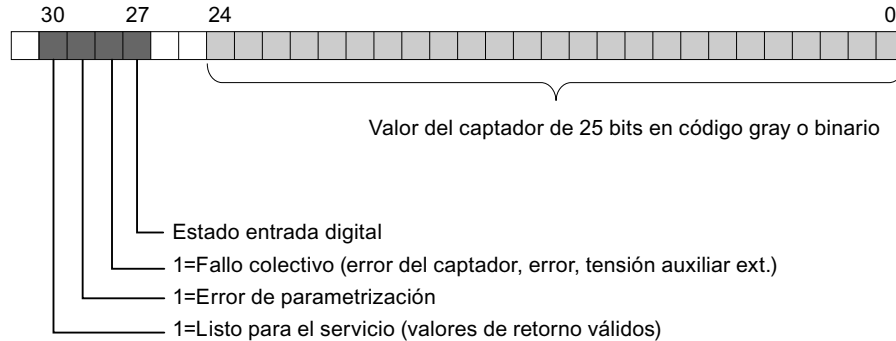 30 27 24 0
Valor del captador de 25 bits en código gray o binario
Estado entrada digital
1=Fallo colectivo (error del captador, error, tensión auxiliar ext.)
1=Error de parametrización
1=Listo para el servicio (valores de retorno válidos)